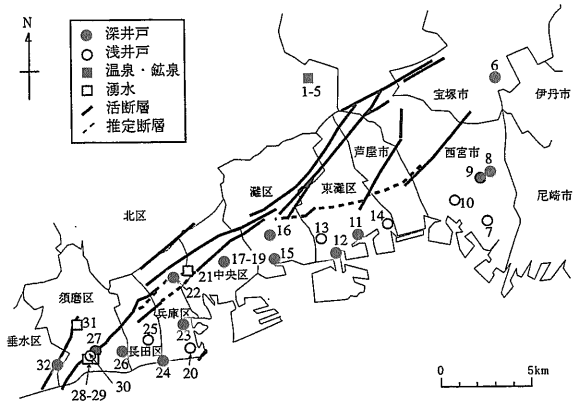 N
深井戸
浅井戸
温泉・鉱泉
湧水
活断層
推定断層
1-5
6
宝塚市
伊丹市
芦屋市
西宮市
8
9
尼崎市
灘区
東灘区
10
7
北区
16
13
11
14
12
15
17-19
21
中央区
22
須磨区
兵庫区
31
25
23
垂水区
27
長田区
32
26
24
20
30
28-29
0
5km